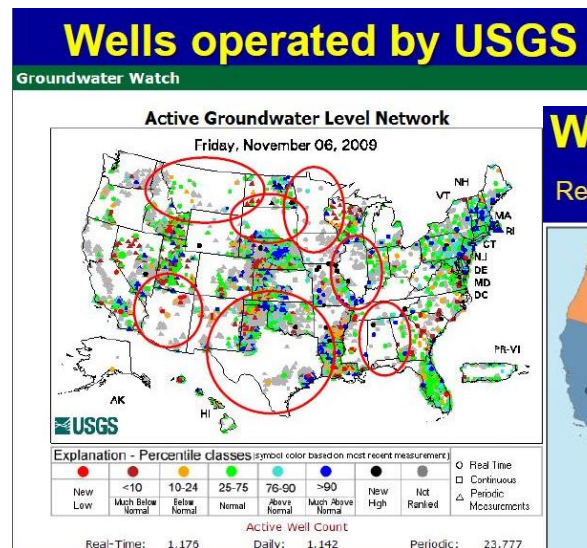 Wells operated by USGS
Groundwater Watch
Active Groundwater Level Network
Friday, November 06, 2009
W
Re
NH
VT
MA
RI
CT
NJ
DE
MD
DC
PR-VI
AK
HI
USGS
Explanation - Percentile classes (symbol color based on most recent measurement)
New Low
<10 Much Below Normal
10-24 Below Normal
25-75 Normal
76-90 Above Normal
>90 Much Above Normal
New High
Not Ranked
Real Time
Continuous
Periodic Measurements
Active Well Count
Real-Time: 1,176 Daily: 1,142 Periodic: 23,777